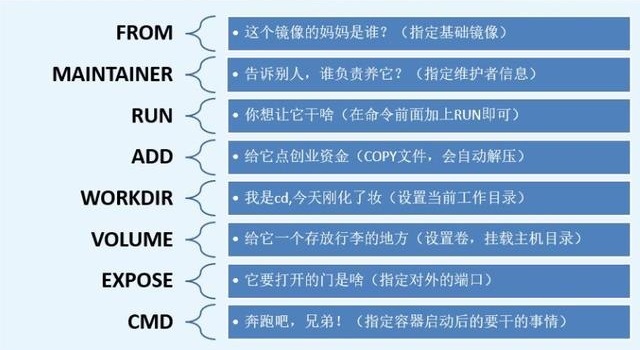 FROM • 这个镜像的妈妈是谁？（指定基础镜像）
MAINTAINER • 告诉别人，谁负责养它？（指定维护者信息）
RUN • 你想让它干啥（在命令前面加上RUN即可）
ADD • 给它点创业资金（COPY文件，会自动解压）
WORKDIR • 我是cd,今天刚化了妆（设置当前工作目录）
VOLUME • 给它一个存放行李的地方（设置卷，挂载主机目录）
EXPOSE • 它要打开的门是啥（指定对外的端口）
CMD • 奔跑吧，兄弟！（指定容器启动后的要干的事情）